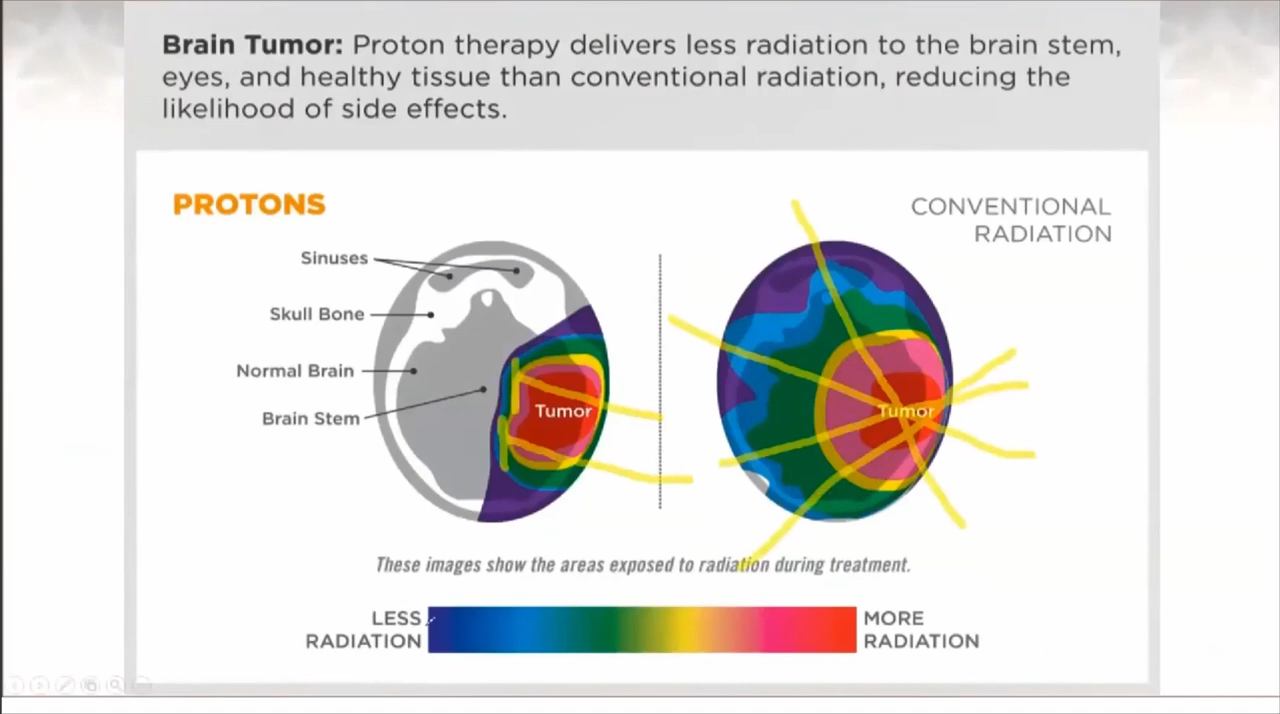 Brain Tumor: Proton therapy delivers less radiation to the brain stem,
eyes, and healthy tissue than conventional radiation, reducing the
likelihood of side effects.
PROTONS
CONVENTIONAL
RADIATION
Sinuses
Skull Bone
Normal Brain
Brain Stem
Tumor
Tumor
These images show the areas exposed to radiation during treatment.
LESS
RADIATION
MORE
RADIATION